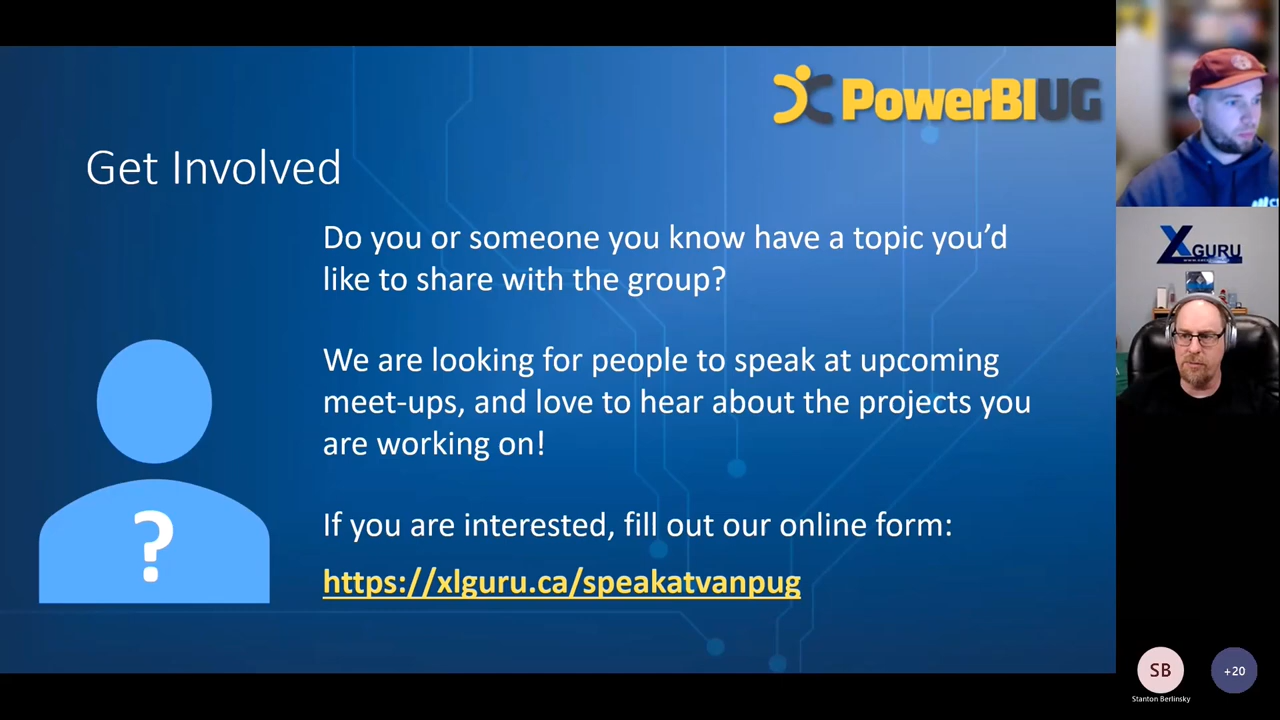 PowerBIUG
Get Involved
Do you or someone you know have a topic you’d
like to share with the group?
We are looking for people to speak at upcoming
meet-ups, and love to hear about the projects you
are working on!
If you are interested, fill out our online form:
https://xlguru.ca/speakatvanpug
?
XGURU
SB
Stanton Berlinsky
+20